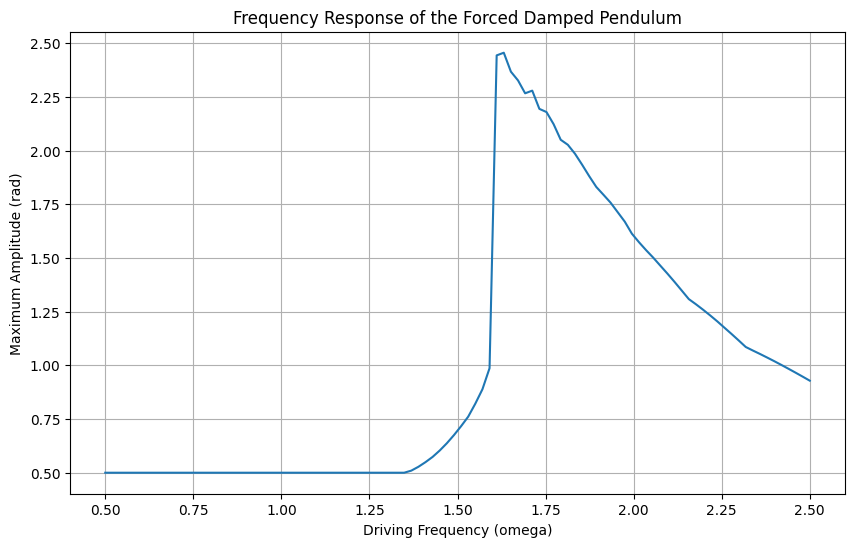 Frequency Response of the Forced Damped Pendulum
Maximum Amplitude (rad)
2.50
2.25
2.00
1.75
1.50
1.25
1.00
0.75
0.50
0.50 0.75 1.00 1.25 1.50 1.75 2.00 2.25 2.50
Driving Frequency (omega)